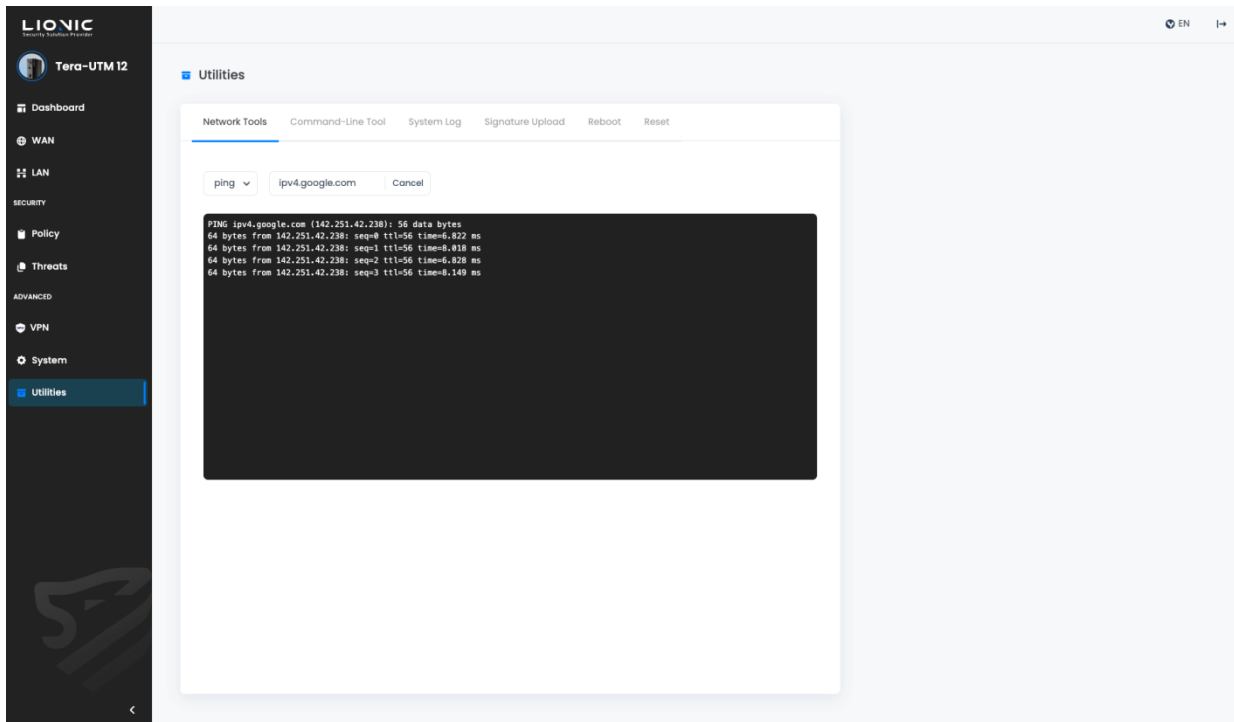 LIONIC
Security Solution Provider
EN
Tera-UTM 12
Dashboard
WAN
LAN
SECURITY
Policy
Threats
ADVANCED
VPN
System
Utilities
Utilities
Network Tools Command-Line Tool System Log Signature Upload Reboot Reset
ping ipv4.google.com Cancel
PING ipv4.google.com (142.251.42.238): 56 data bytes
64 bytes from 142.251.42.238: seq=0 ttl=56 time=6.822 ms
64 bytes from 142.251.42.238: seq=1 ttl=56 time=8.018 ms
64 bytes from 142.251.42.238: seq=2 ttl=56 time=6.828 ms
64 bytes from 142.251.42.238: seq=3 ttl=56 time=8.149 ms